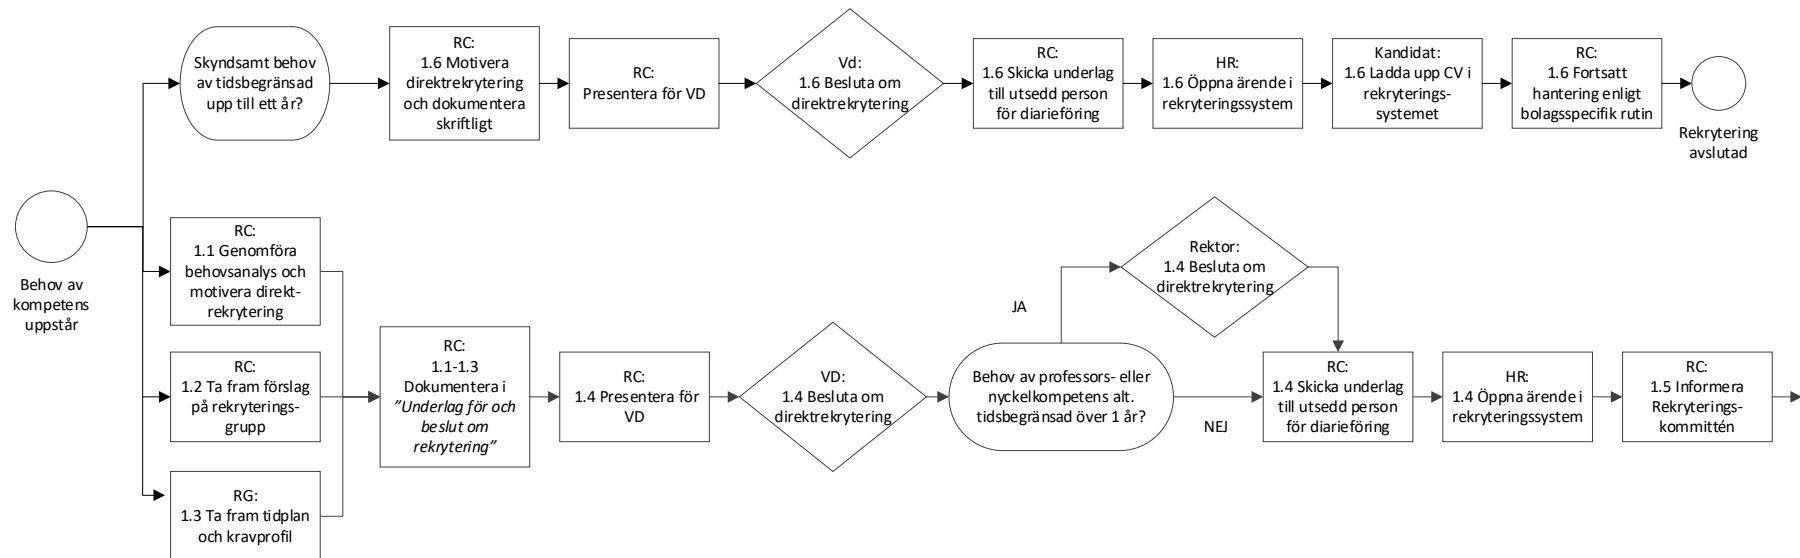 Skyndsamt behov
av tidsbegränsad
upp till ett år?
RC:
1.6 Motivera
direktrekrytering
och dokumentera
skriftligt
RC:
Presentera för VD
Vd:
1.6 Besluta om
direktrekrytering
RC:
1.6 Skicka underlag
till utsedd person
för diarieföring
HR:
1.6 Öppna ärende i
rekryteringssystem
Kandidat:
1.6 Ladda upp CV i
rekryterings-
systemet
RC:
1.6 Fortsatt
hantering enligt
bolagsspecifik rutin
Rekrytering
avslutad
Behov av
kompetens
uppstår
RC:
1.1 Genomföra
behovsanalys och
motivera direkt-
rekrytering
RC:
1.2 Ta fram förslag
på rekryterings-
grupp
RG:
1.3 Ta fram tidplan
och kravprofil
RC:
1.1-1.3
Dokumentera i
”Underlag för och
beslut om
rekrytering”
RC:
1.4 Presentera för
VD
VD:
1.4 Besluta om
direktrekrytering
Behov av professors- eller
nyckelkompetens alt.
tidsbegränsad över 1 år?
JA
NEJ
Rektor:
1.4 Besluta om
direktrekrytering
RC:
1.4 Skicka underlag
till utsedd person
för diarieföring
HR:
1.4 Öppna ärende i
rekryteringssystem
RC:
1.5 Informera
Rekryterings-
kommittén